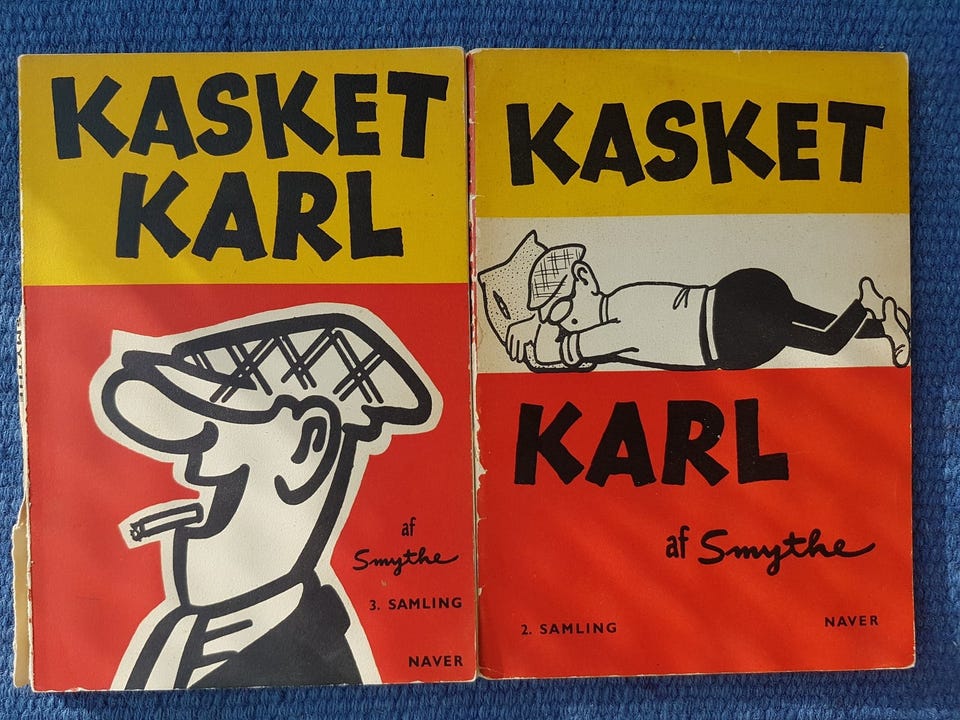 KASKET
KARL
af
Smythe
3. SAMLING
NAVER
KASKET
KARL
af Smythe
2. SAMLING
NAVER